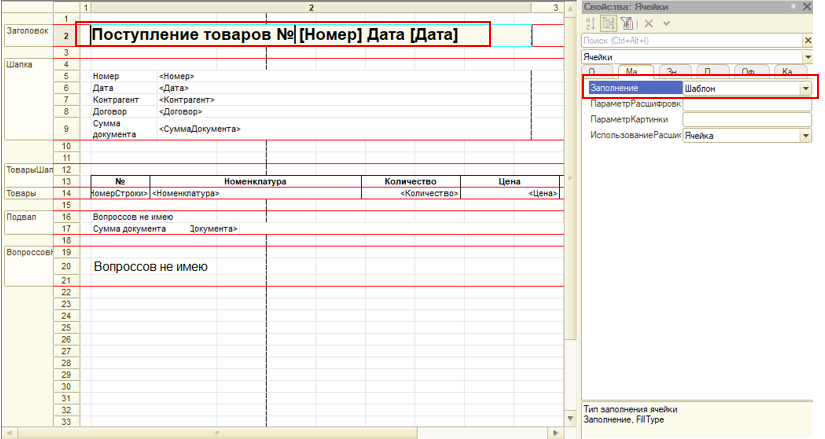 Свойства: Ячейки
1 2 3
Поиск (Ctrl+Alt+I)
Ячейки
О... Ма... Зн... П... Оф... Ка...
Заполнение Шаблон
ПараметрРасшифровк
ПараметрКартинки
ИспользованиеРасши Ячейка
1
Заголовок 2 Поступление товаров № [Номер] Дата [Дата]
3
Шапка 4
5 Номер <Номер>
6 Дата <Дата>
7 Контрагент <Контрагент>
8 Договор <Договор>
9 Сумма документа <СуммаДокумента>
10
11
ТоварыШап 12
13 № Номенклатура Количество Цена
Товары 14 НомерСтроки> <Номенклатура> <Количество> <Цена>
15
Подвал 16 Вопроссов не имею
17 Сумма документа Документа>
18
ВопроссовН 19
20 Вопроссов не имею
21
22
23
24
25
26
27
28
29
30
31
32
33
Тип заполнения ячейки
Заполнение, FillType